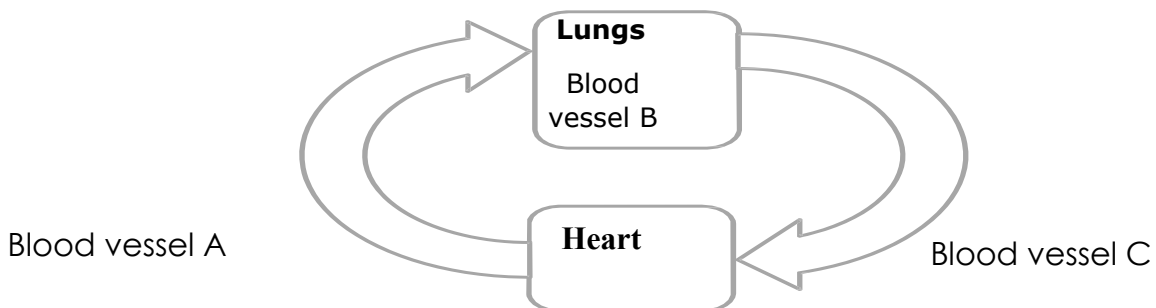 Lungs
Blood
vessel B
Heart
Blood vessel A
Blood vessel C